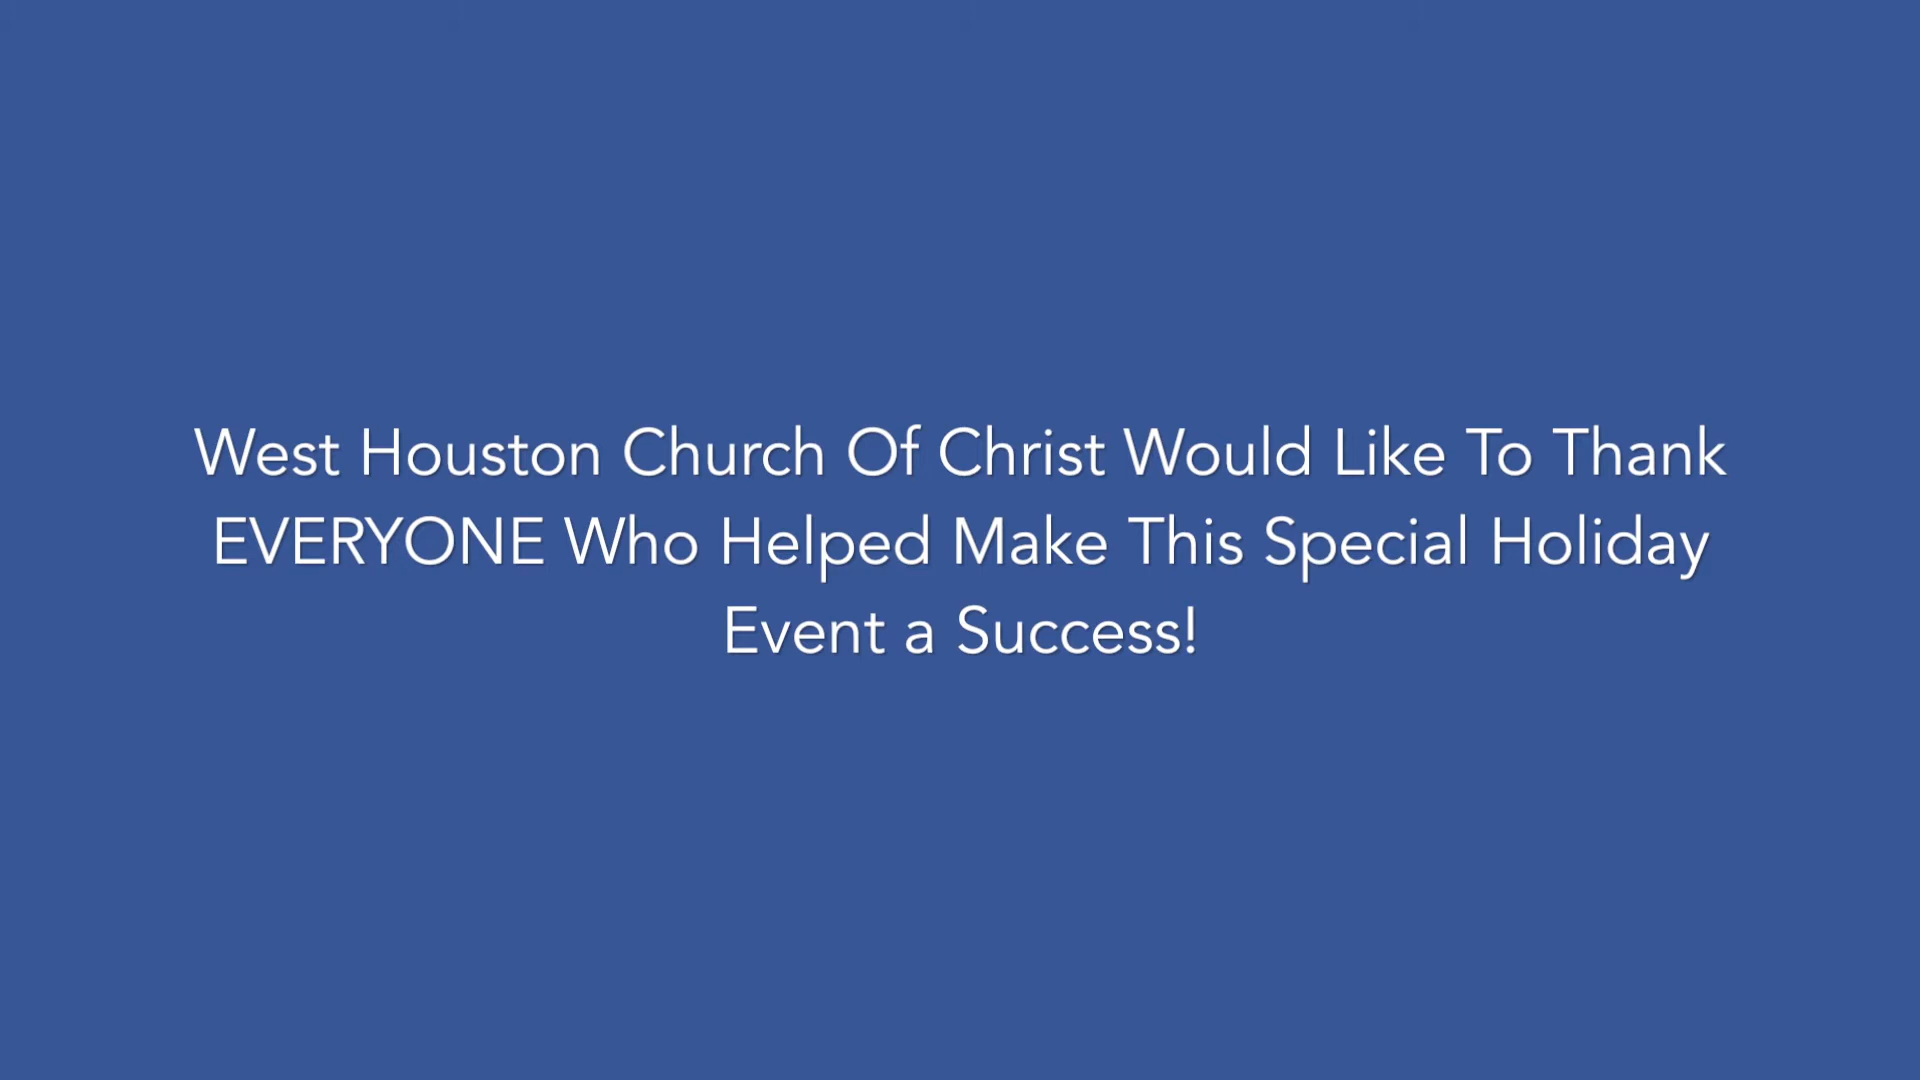 West Houston Church Of Christ Would Like To Thank
EVERYONE Who Helped Make This Special Holiday
Event a Success!